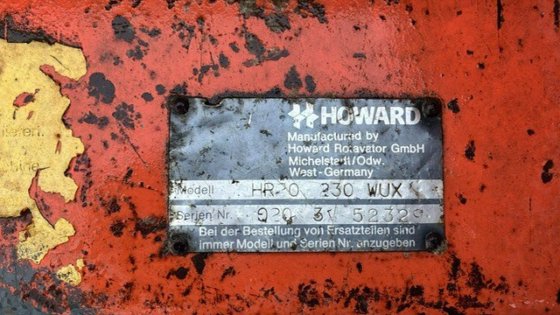 HOWARD
Manufactured by
Howard Rotavator GmbH
Michelstadt/Odw.
West-Germany
Modell 230 WUX
Serien Nr.
Bei der Bestellung von Ersatzteilen sind
immer Modell und Serien Nr. anzugeben